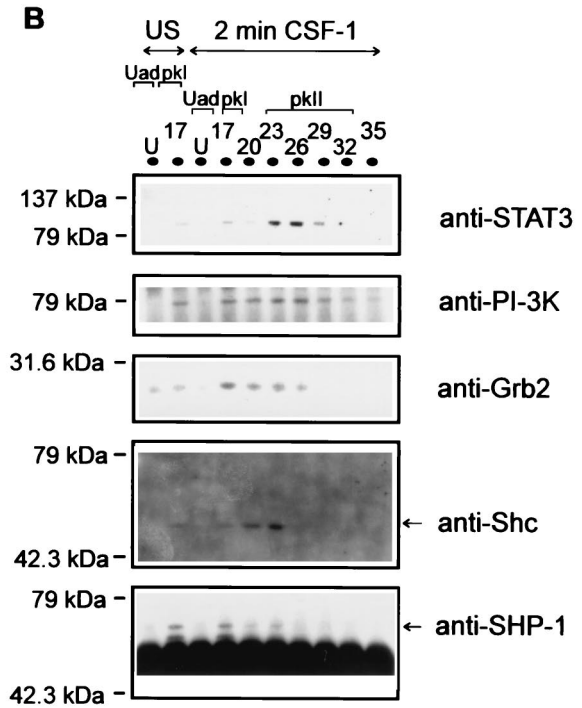 B
US 2 min CSF-1
Uad pkI
Uad pkI pkII
U 17 U 17 20 23 26 29 32 35
137 kDa
79 kDa
anti-STAT3
79 kDa
anti-PI-3K
31.6 kDa
anti-Grb2
79 kDa
anti-Shc
42.3 kDa
79 kDa
anti-SHP-1
42.3 kDa